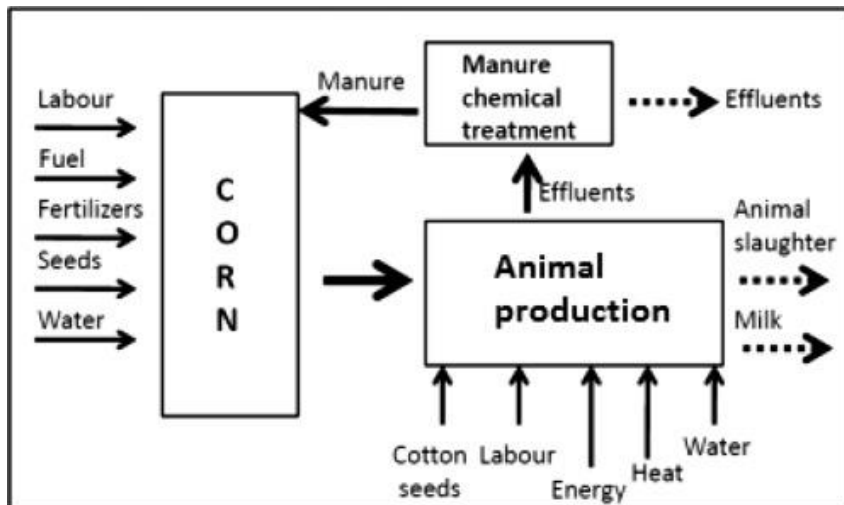 Labour
Fuel
Fertilizers
Seeds
Water
C
O
R
N
Manure
Manure
chemical
treatment
Effluents
Effluents
Animal
production
Animal
slaughter
Milk
Cotton
seeds
Labour
Energy
Heat
Water